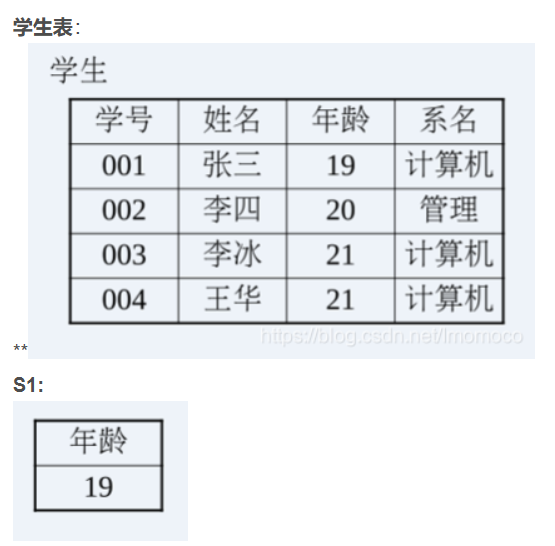 学生表：
学生
学号 姓名 年龄 系名
001 张三 19 计算机
002 李四 20 管理
003 李冰 21 计算机
004 王华 21 计算机
https://blog.csdn.net/lmomoco
**
S1:
年龄
19